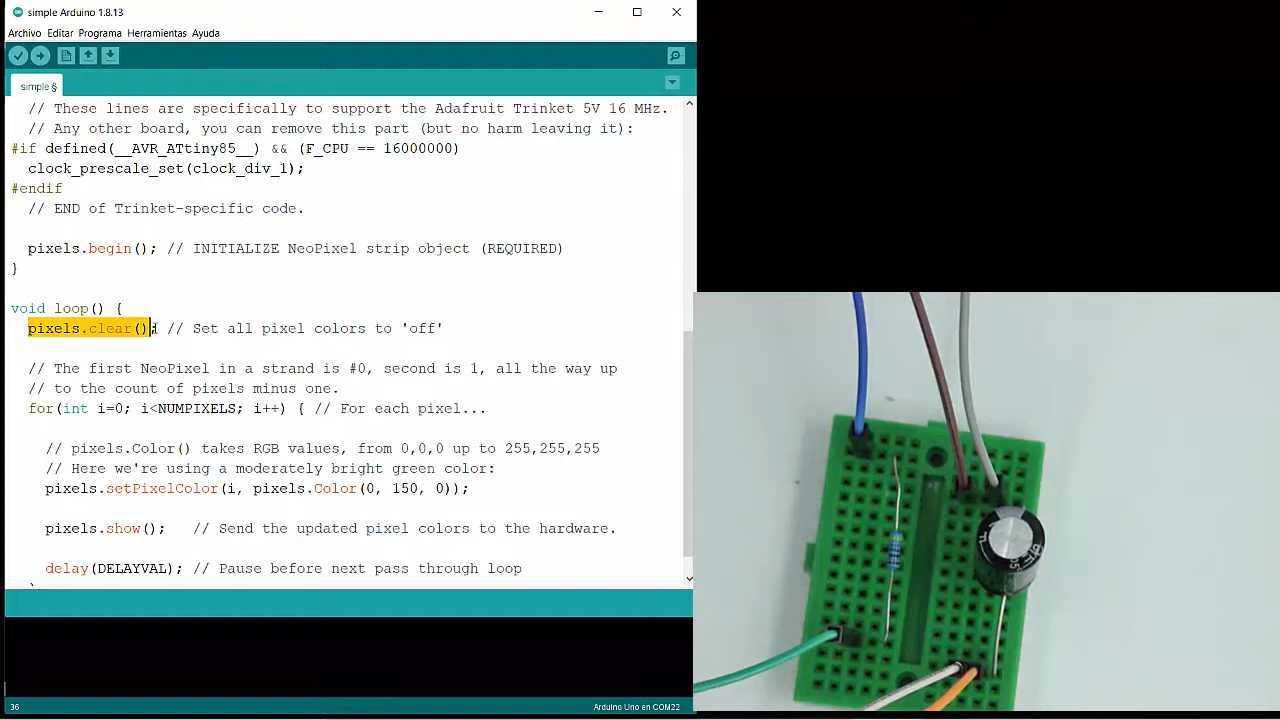 simple Arduino 1.8.13
Archivo Editar Programa Herramientas Ayuda
simple §
// These lines are specifically to support the Adafruit Trinket 5V 16 MHz.
// Any other board, you can remove this part (but no harm leaving it):
#if defined(__AVR_ATtiny85__) && (F_CPU == 16000000)
clock_prescale_set(clock_div_1);
#endif
// END of Trinket-specific code.
pixels.begin(); // INITIALIZE NeoPixel strip object (REQUIRED)
}
void loop() {
pixels.clear(); // Set all pixel colors to 'off'
// The first NeoPixel in a strand is #0, second is 1, all the way up
// to the count of pixels minus one.
for(int i=0; i<NUMPIXELS; i++) { // For each pixel...
// pixels.Color() takes RGB values, from 0,0,0 up to 255,255,255
// Here we're using a moderately bright green color:
pixels.setPixelColor(i, pixels.Color(0, 150, 0));
pixels.show(); // Send the updated pixel colors to the hardware.
delay(DELAYVAL); // Pause before next pass through loop
36
Arduino Uno en COM22